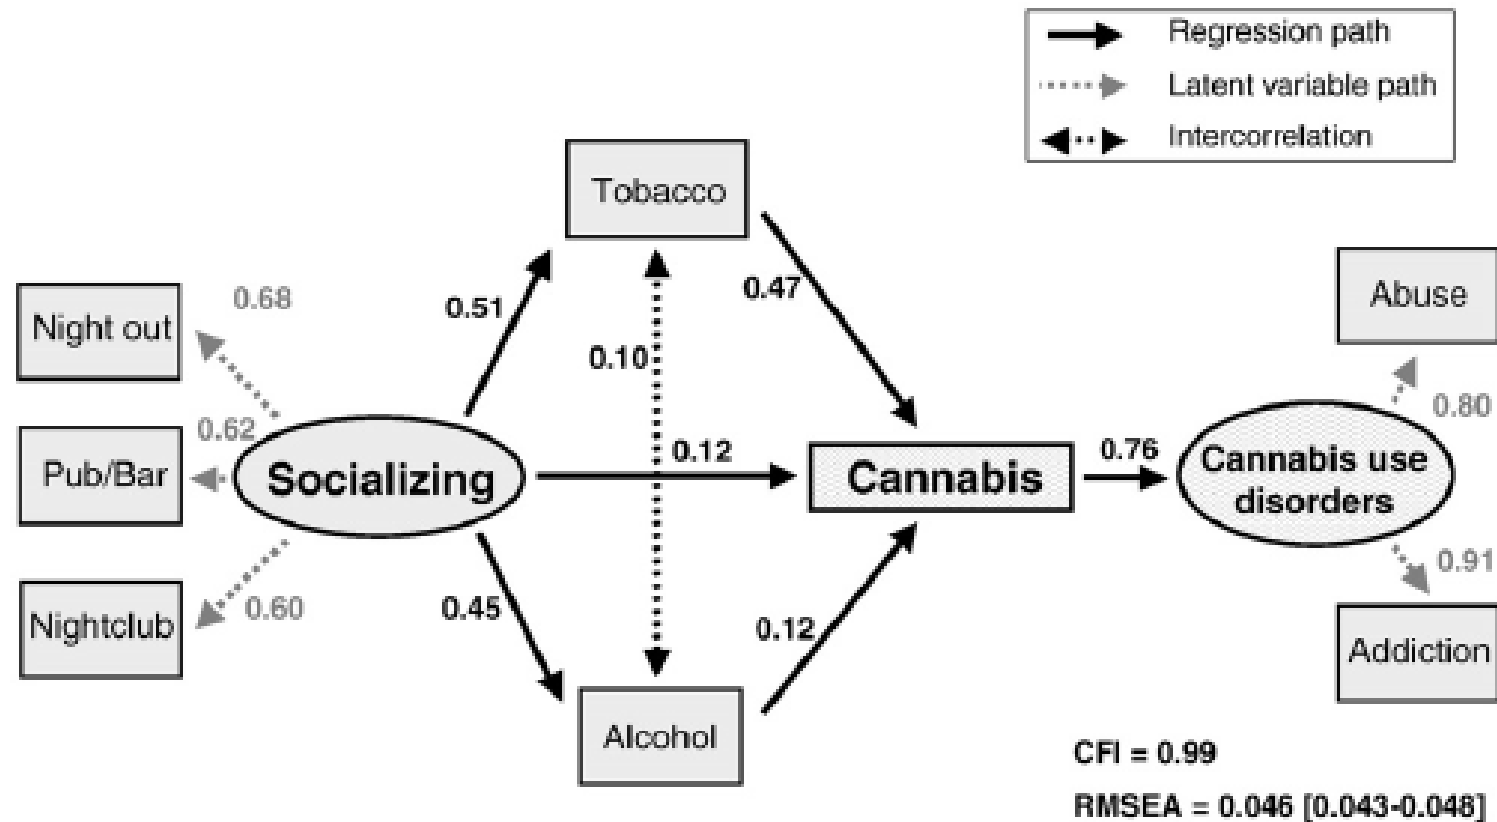 Regression path
Latent variable path
Intercorrelation
Tobacco
Abuse
0.68
0.51
0.47
Night out
0.10
0.80
0.62
0.12
0.76
Pub/Bar
Socializing
Cannabis
Cannabis use
disorders
0.91
0.60
0.45
0.12
Nightclub
Addiction
Alcohol
CFI = 0.99
RMSEA = 0.046 [0.043-0.048]